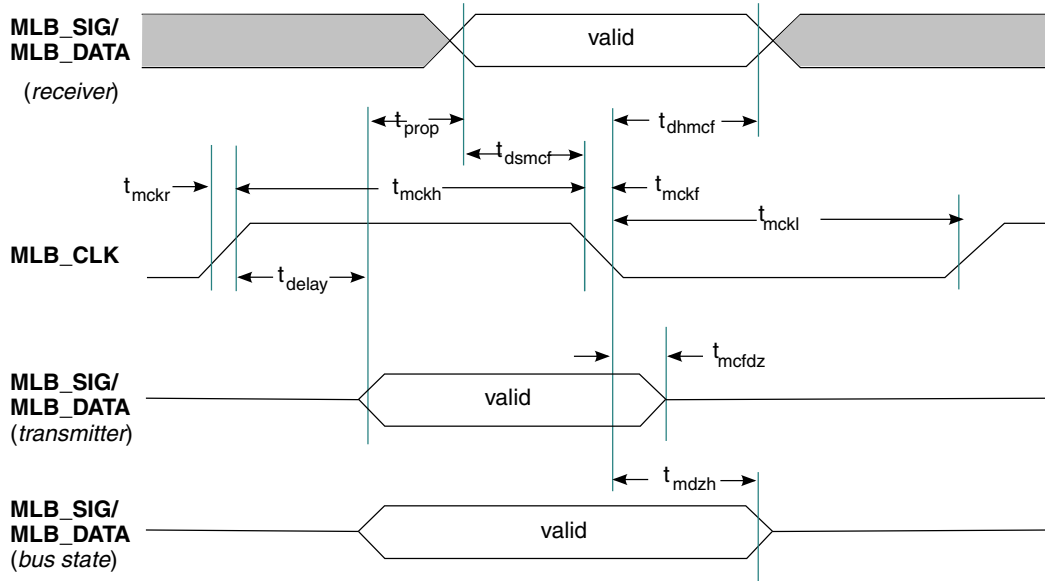 MLB_SIG/
MLB_DATA
(receiver)
valid
tprop
tdhmcf
tdsmcf
tmckr
tmckh
tmckf
tmckl
MLB_CLK
tdelay
tmcfdz
MLB_SIG/
MLB_DATA
(transmitter)
valid
tmdzh
MLB_SIG/
MLB_DATA
(bus state)
valid